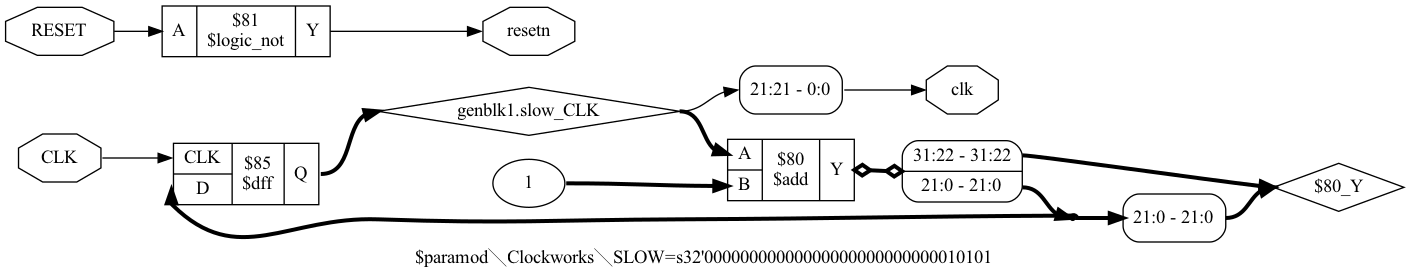 RESET
A
$81
$logic_not
Y
resetn
genblk1.slow_CLK
21:21 - 0:0
clk
CLK
CLK
D
$85
$dff
Q
1
A
B
$80
$add
Y
31:22 - 31:22
21:0 - 21:0
21:0 - 21:0
$80_Y
$paramod\Clockworks\SLOW=s32'00000000000000000000000000010101